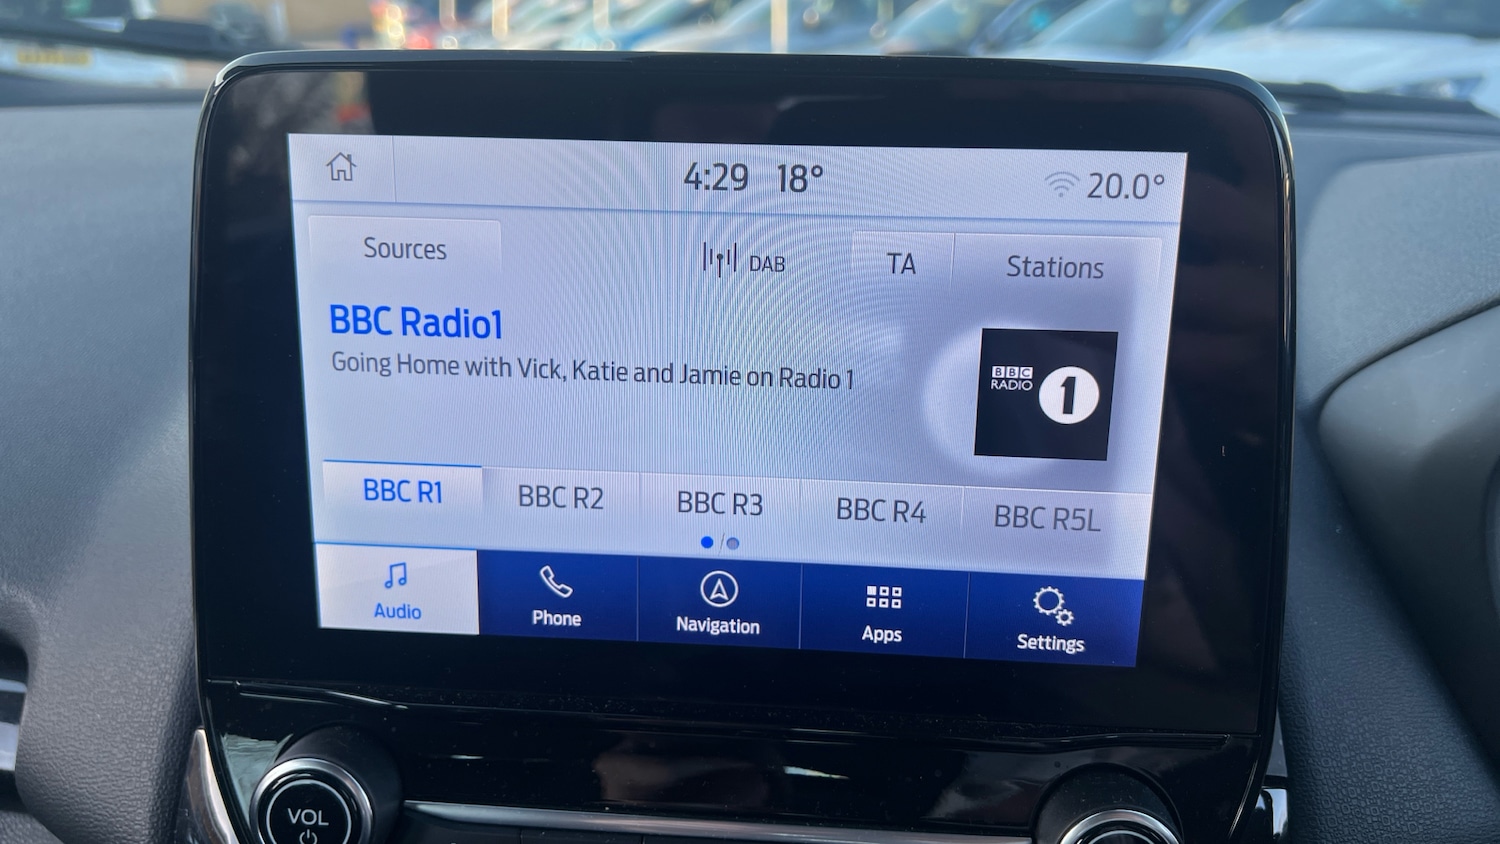 4:29 18° 20.0°
Sources DAB TA Stations
BBC Radio1
Going Home with Vick, Katie and Jamie on Radio 1
BBC
RADIO 1
BBC R1 BBC R2 BBC R3 BBC R4 BBC R5L
Audio Phone Navigation Apps Settings
VOL